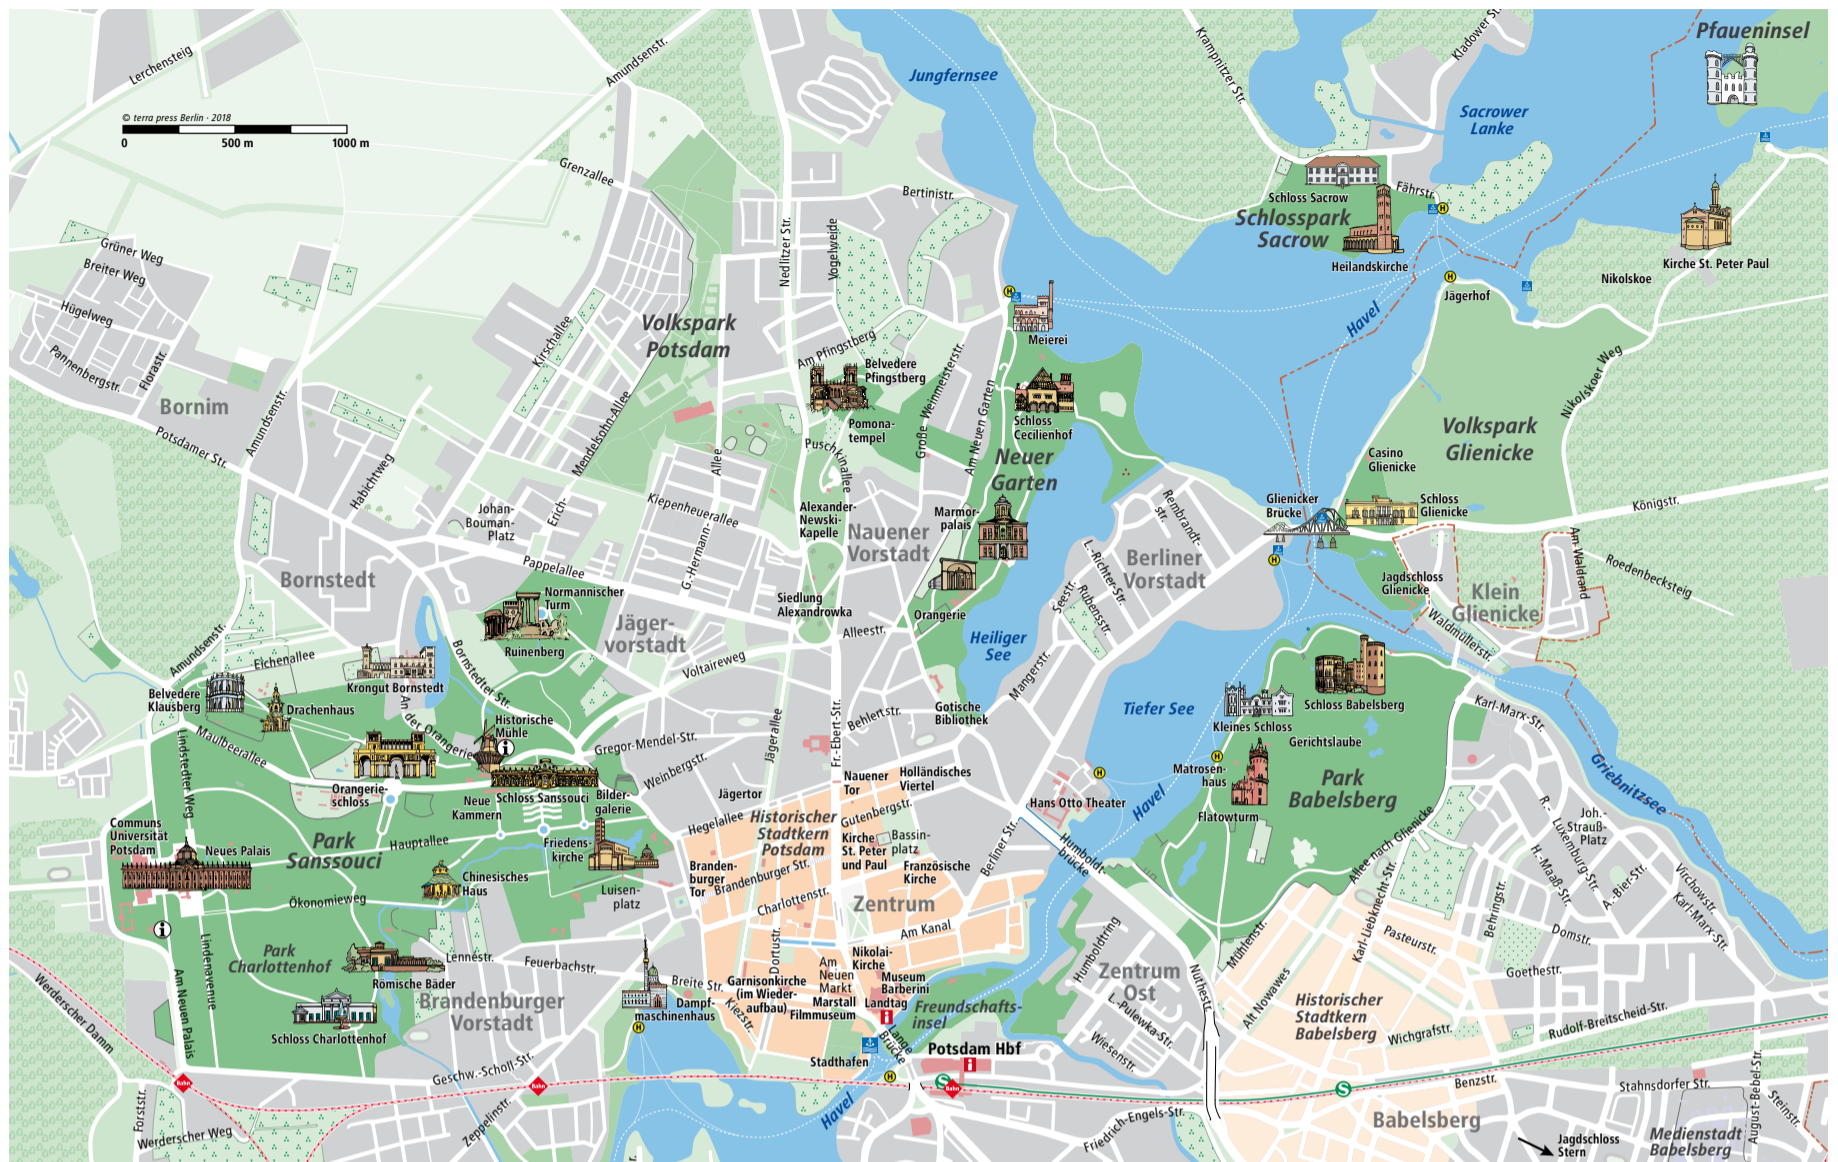 Pfaueninsel
Jungfernsee
Lerchensteig
Amundsenstr.
Krampnitzer Str.
Kladower Str.
Sacrower
Lanke
© terra press Berlin · 2018
0
500 m
1000 m
Grenzallee
Bertinistr.
Schloss Sacrow
Fährstr.
Schlosspark
Sacrow
Heilandskirche
Kirche St. Peter Paul
Nikolskoe
Jägerhof
Havel
Grüner Weg
Breiter Weg
Hügelweg
Pannenbergstr.
Florastr.
Nedlitzer Str.
Vogelweide
Kirschallee
Volkspark
Potsdam
Am Pfingstberg
Belvedere
Pfingstberg
Meierei
Große Weinmeisterstr.
Am Neuen Garten
Nikolskoer Weg
Bornim
Potsdamer Str.
Amundsenstr.
Habichtweg
Mendelsohn-Allee
Erich-
Allee
G.-Hermann-
Pomona-
tempel
Puschkinallee
Schloss
Cecilienhof
Neuer
Garten
Volkspark
Glienicke
Casino
Glienicke
Schloss
Glienicke
Glienicker
Brücke
Königstr.
Johan-
Bouman-
Platz
Kiepenheuerallee
Alexander-
Newski-
Kapelle
Nauener
Vorstadt
Marmor-
palais
Rembrandt-
str.
Berliner
Vorstadt
L.-Richter-Str.
Seestr.
Rubensstr.
Jagdschloss
Glienicke
Klein
Glienicke
Am Waldrand
Roedenbecksteig
Waldmüllerstr.
Bornstedt
Pappelallee
Normannischer
Turm
Ruinenberg
Jäger-
vorstadt
Siedlung
Alexandrowka
Orangerie
Alleestr.
Heiliger
See
Mangerstr.
Voltaireweg
Amundsenstr.
Eichenallee
Krongut Bornstedt
Bornstedter Str.
Belvedere
Klausberg
Drachenhaus
An der Orangerie
Historische
Mühle
Gregor-Mendel-Str.
Weinbergstr.
Jägerallee
Fr.-Ebert-Str.
Behlertstr.
Gotische
Bibliothek
Tiefer See
Kleines Schloss
Schloss Babelsberg
Gerichtslaube
Karl-Marx-Str.
Griebnitzsee
Maulbeerallee
Lindstedter Weg
Orangerie-
schloss
Neue
Kammern
Schloss Sanssouci
Bilder-
galerie
Jägertor
Nauener
Tor
Holländisches
Viertel
Hans Otto Theater
Havel
Matrosen-
haus
Flatowturm
Park
Babelsberg
Communs
Universität
Potsdam
Neues Palais
Park
Sanssouci
Hauptallee
Friedens-
kirche
Hegelallee
Historischer
Stadtkern
Potsdam
Gutenbergstr.
Kirche
St. Peter
und Paul
Bassin-
platz
Französische
Kirche
Berliner Str.
Humboldt-
brücke
Allee nach Glienicke
R.-
Luxemburg-Str.
Joh.-
Strauß-
Platz
H.-Maaß-Str.
A.-Bier-Str.
Virchowstr.
Karl-Marx-Str.
Chinesisches
Haus
Ökonomieweg
Luisen-
platz
Branden-
burger
Tor
Brandenburger Str.
Charlottenstr.
Zentrum
Am Kanal
Karl-Liebknecht-Str.
Behringstr.
Domstr.
Pasteurstr.
Goethestr.
Mühlenstr.
Park
Charlottenhof
Lindenavenue
Am Neuen Palais
Lennéstr.
Feuerbachstr.
Römische Bäder
Schloss Charlottenhof
Brandenburger
Vorstadt
Dortustr.
Breite Str.
Kiezstr.
Dampf-
maschinenhaus
Garnisonkirche
(im Wieder-
aufbau)
Am
Neuen
Markt
Marstall
Filmmuseum
Nikolai-
Kirche
Museum
Barberini
Landtag
Freundschafts-
insel
Lange
Brücke
Humboldtring
Zentrum
Ost
Nuthestr.
L.-Pulewka-Str.
Wiesenstr.
Alt Nowawes
Historischer
Stadtkern
Babelsberg
Wichgrafstr.
Rudolf-Breitscheid-Str.
Werderscher Damm
Geschw.-Scholl-Str.
Stadthafen
Potsdam Hbf
Bahn
Bahn
Bahn
S
S
Benzstr.
Stahnsdorfer Str.
August-Bebel-Str.
Steinstr.
Forststr.
Werderscher Weg
Zeppelinstr.
Havel
Friedrich-Engels-Str.
Babelsberg
Jagdschloss
Stern
Medienstadt
Babelsberg